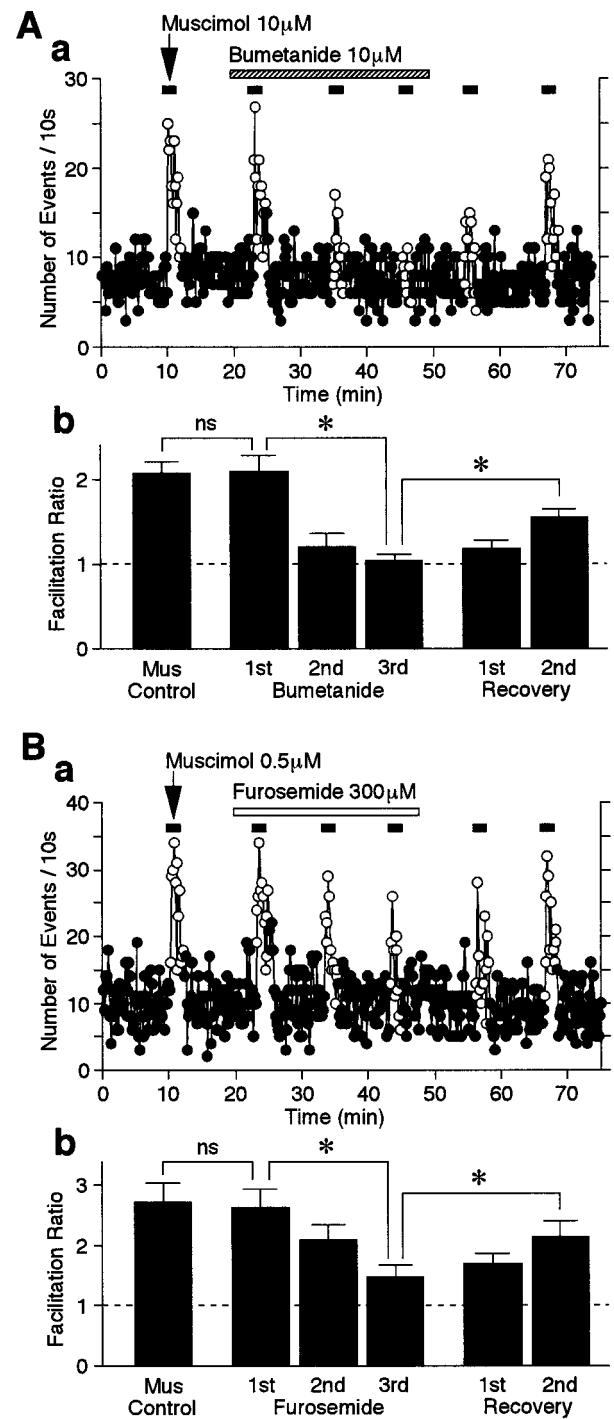 A
Muscimol 10μM
a
Bumetanide 10μM
30
20
10
0
Number of Events / 10s
0 10 20 30 40 50 60 70
Time (min)
b
ns * *
2
1
0
Facilitation Ratio
Mus Control
1st 2nd 3rd
Bumetanide
1st 2nd
Recovery
B
Muscimol 0.5μM
a
Furosemide 300μM
40
30
20
10
0
Number of Events / 10s
0 10 20 30 40 50 60 70
Time (min)
b
ns * *
3
2
1
0
Facilitation Ratio
Mus Control
1st 2nd 3rd
Furosemide
1st 2nd
Recovery